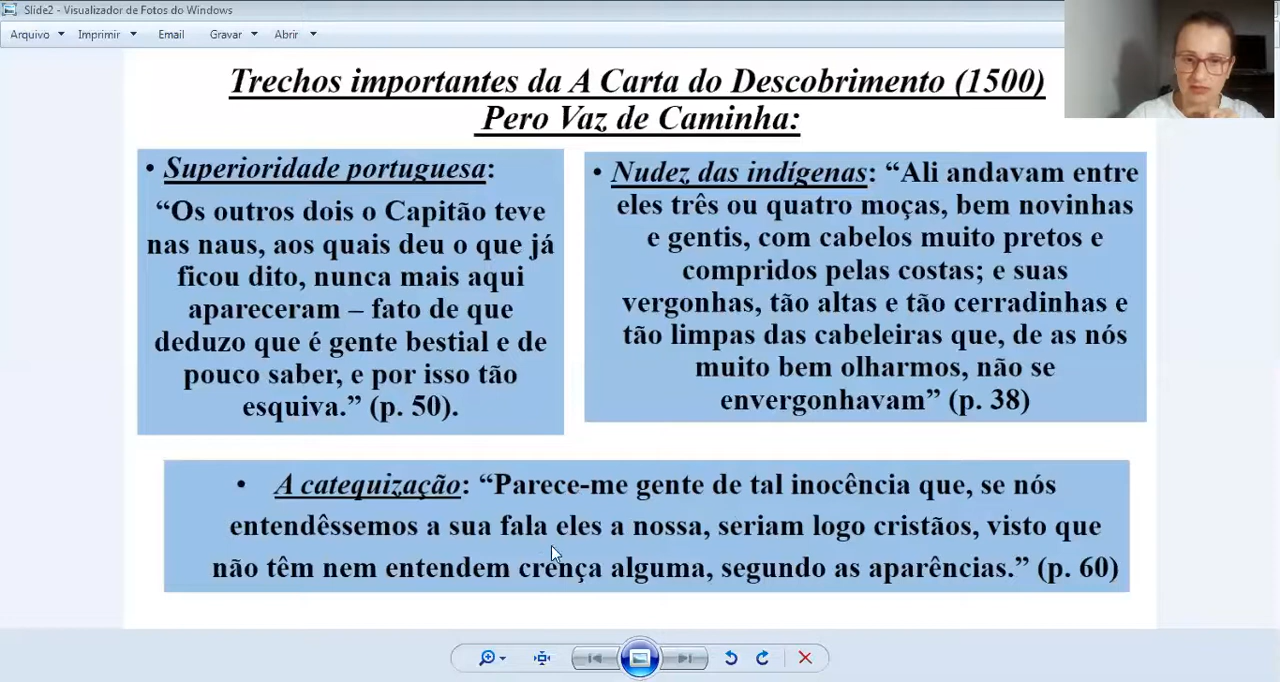 Slide2 - Visualizador de Fotos do Windows
Arquivo Imprimir Email Gravar Abrir
Trechos importantes da A Carta do Descobrimento (1500)
Pero Vaz de Caminha:
• Superioridade portuguesa:
“Os outros dois o Capitão teve
nas naus, aos quais deu o que já
ficou dito, nunca mais aqui
apareceram – fato de que
deduzo que é gente bestial e de
pouco saber, e por isso tão
esquiva.” (p. 50).
• Nudez das indígenas: “Ali andavam entre
eles três ou quatro moças, bem novinhas
e gentis, com cabelos muito pretos e
compridos pelas costas; e suas
vergonhas, tão altas e tão cerradinhas e
tão limpas das cabeleiras que, de as nós
muito bem olharmos, não se
envergonhavam” (p. 38)
• A catequização: “Parece-me gente de tal inocência que, se nós
entendêssemos a sua fala eles a nossa, seriam logo cristãos, visto que
não têm nem entendem crença alguma, segundo as aparências.” (p. 60)